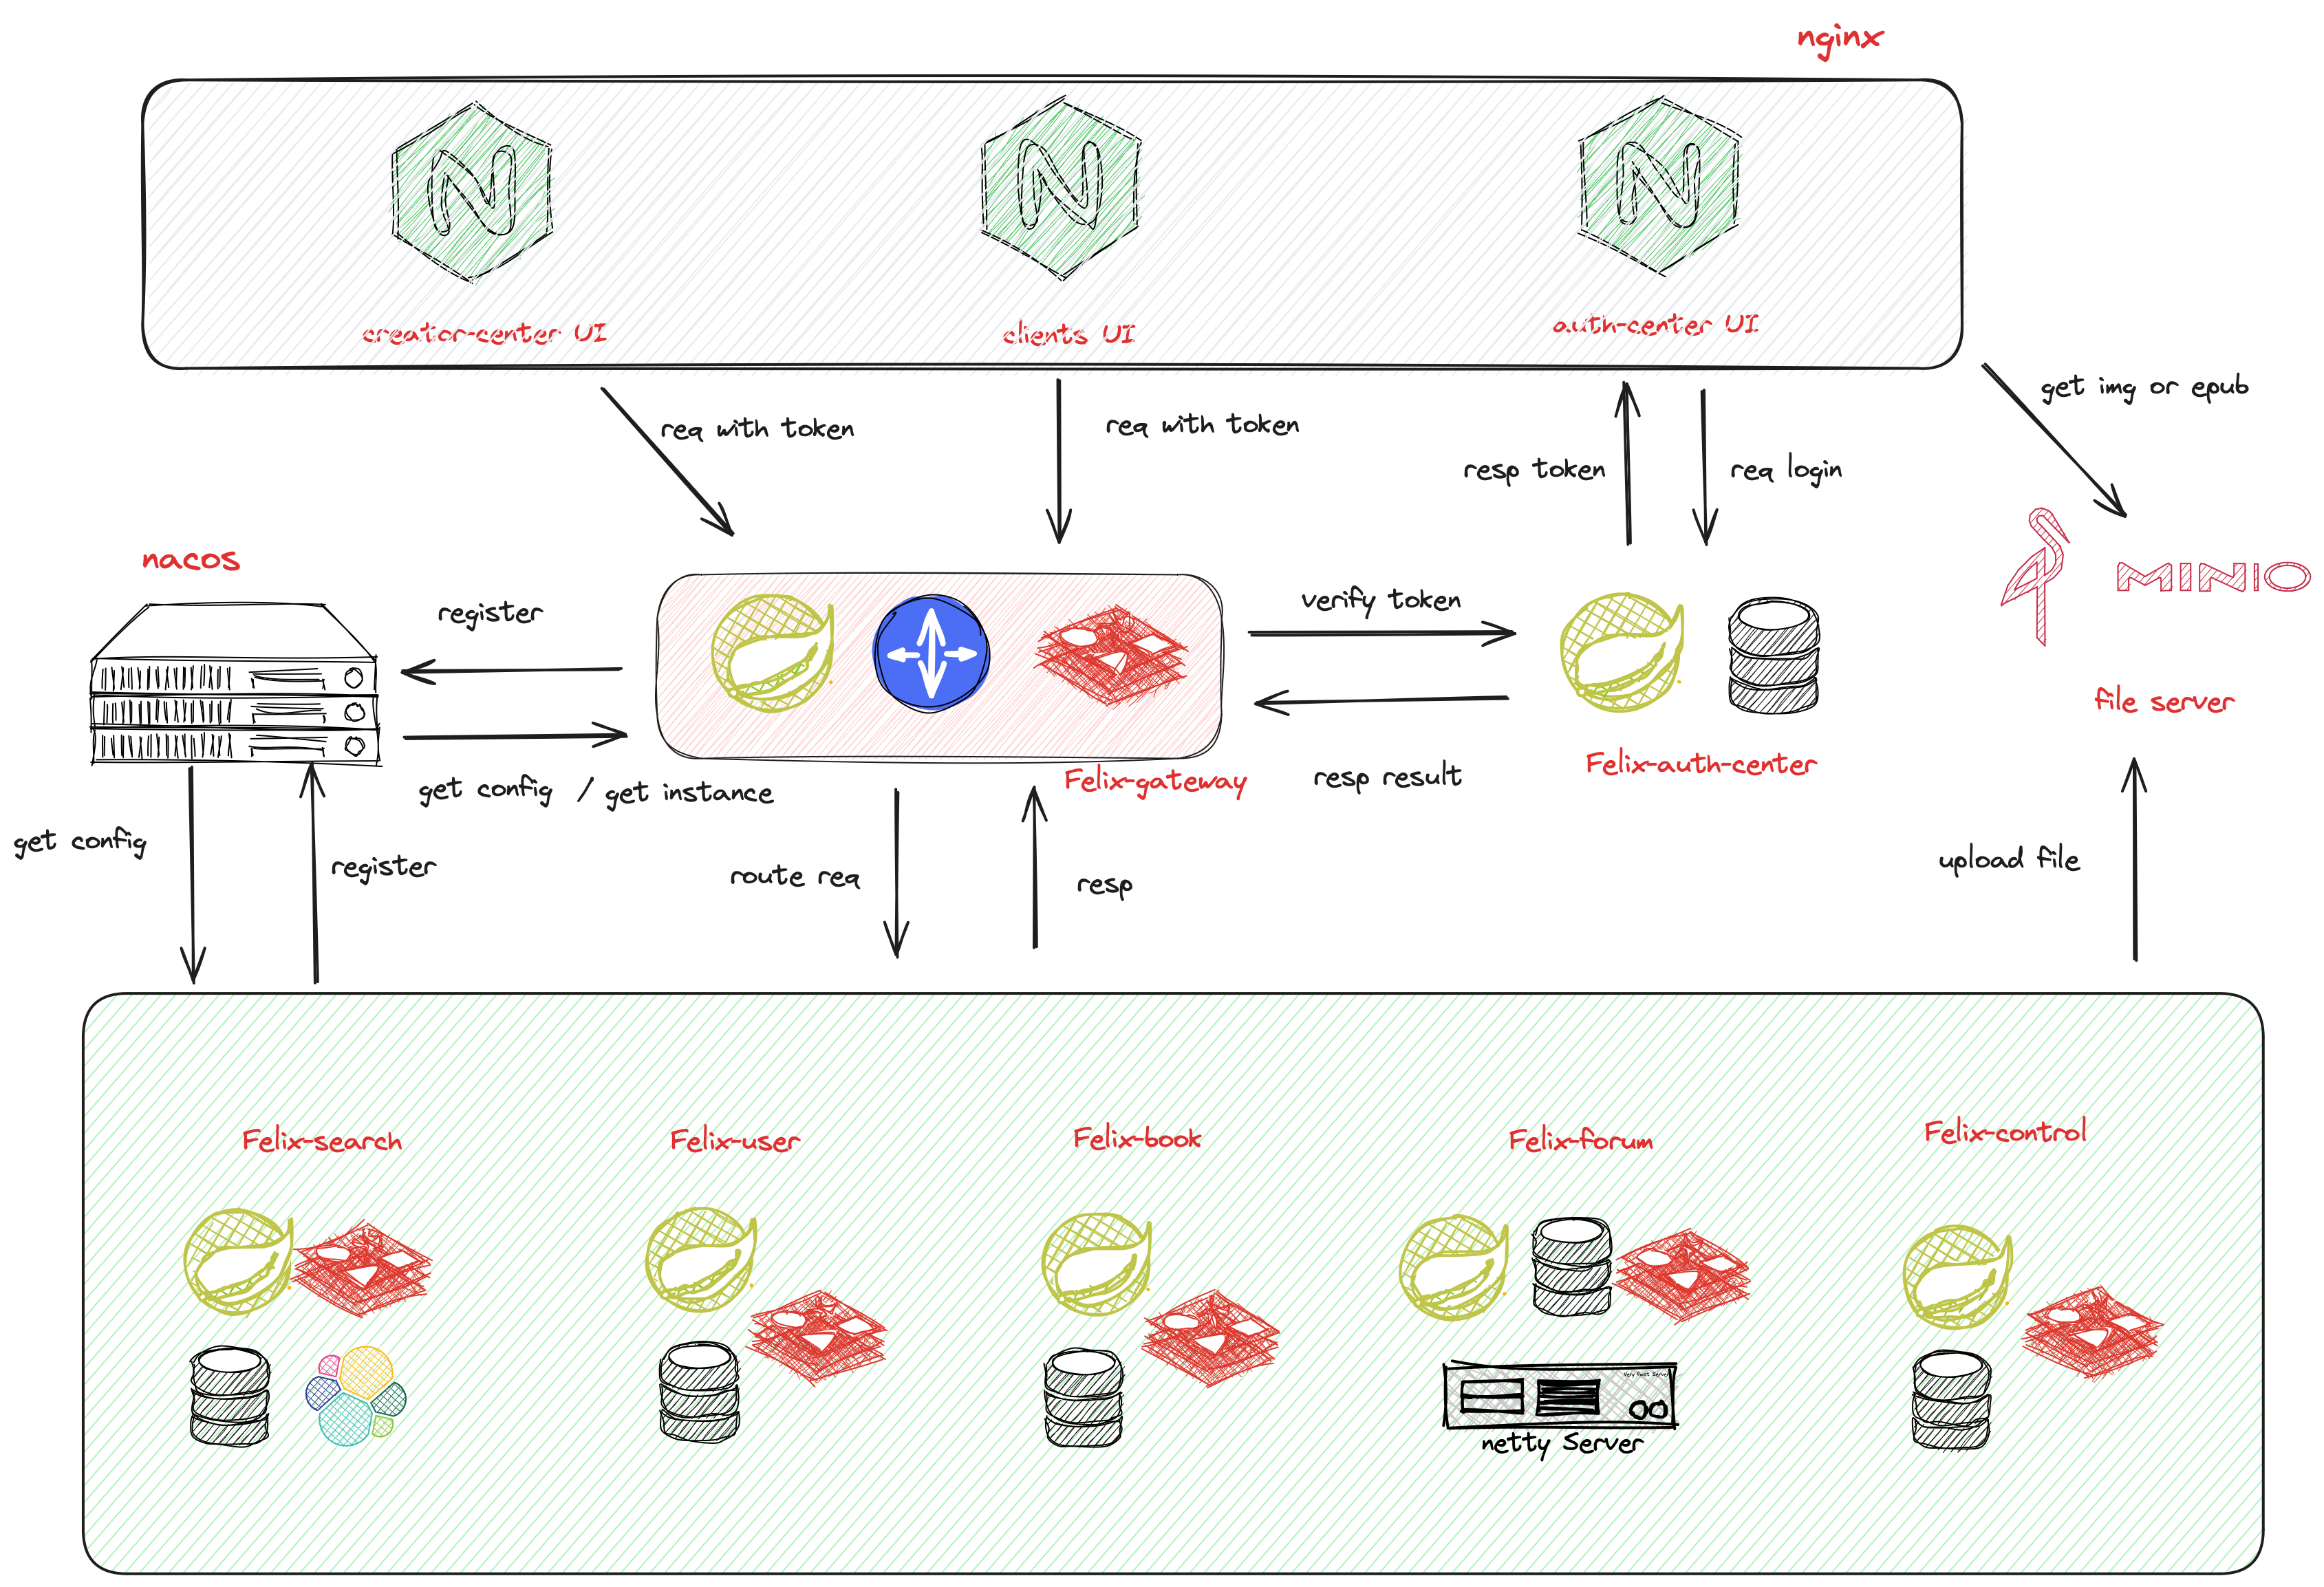 nginx
creator-center UI
clients UI
auth-center UI
req with token
req with token
resp token
req login
get img or epub
nacos
register
verify token
MINIO
file server
get config / get instance
Felix-gateway
resp result
Felix-auth-center
get config
register
route req
resp
upload file
Felix-search
Felix-user
Felix-book
Felix-forum
Felix-control
Very Fast Server
netty Server